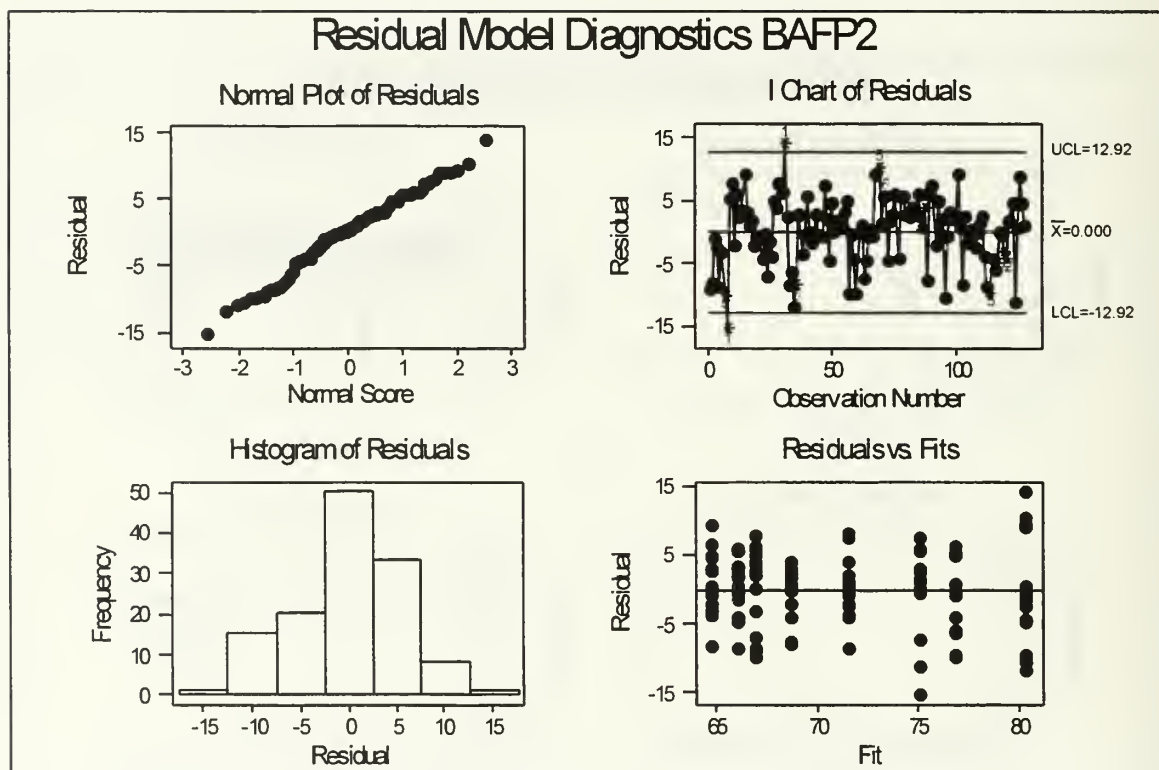 Residual Model Diagnostics BAFP2
Normal Plot of Residuals
15
5
-5
-15
Residual
-3 -2 -1 0 1 2 3
Normal Score
I Chart of Residuals
15
5
-5
-15
Residual
UCL=12.92
X=0.000
LCL=-12.92
0 50 100
Observation Number
Histogram of Residuals
50
40
30
20
10
0
Frequency
-15 -10 -5 0 5 10 15
Residual
Residuals vs. Fits
15
5
-5
-15
Residual
65 70 75 80
Fit